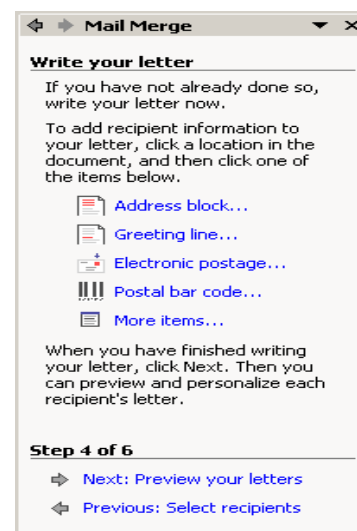 Mail Merge
Write your letter
If you have not already done so,
write your letter now.
To add recipient information to
your letter, click a location in the
document, and then click one of
the items below.
Address block...
Greeting line...
Electronic postage...
Postal bar code...
More items...
When you have finished writing
your letter, click Next. Then you
can preview and personalize each
recipient's letter.
Step 4 of 6
Next: Preview your letters
Previous: Select recipients